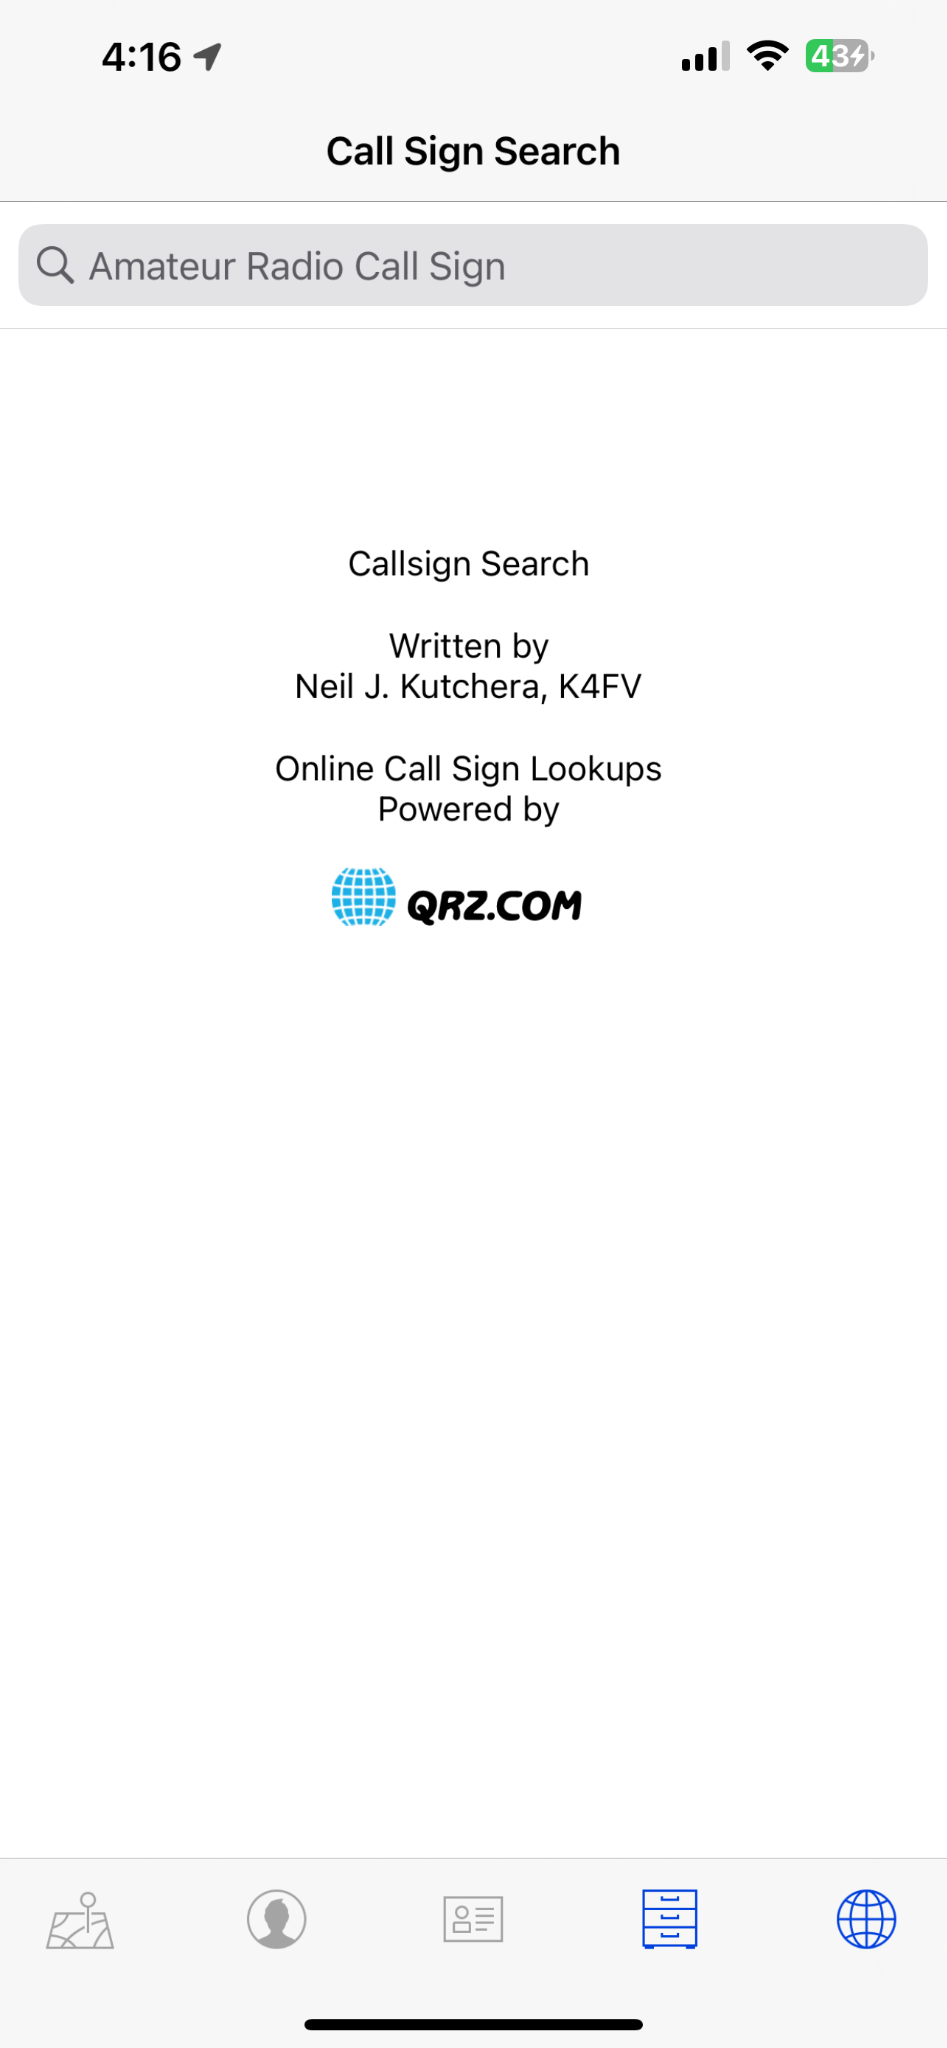 4:16
43
Call Sign Search
Amateur Radio Call Sign
Callsign Search
Written by
Neil J. Kutchera, K4FV
Online Call Sign Lookups
Powered by
QRZ.COM